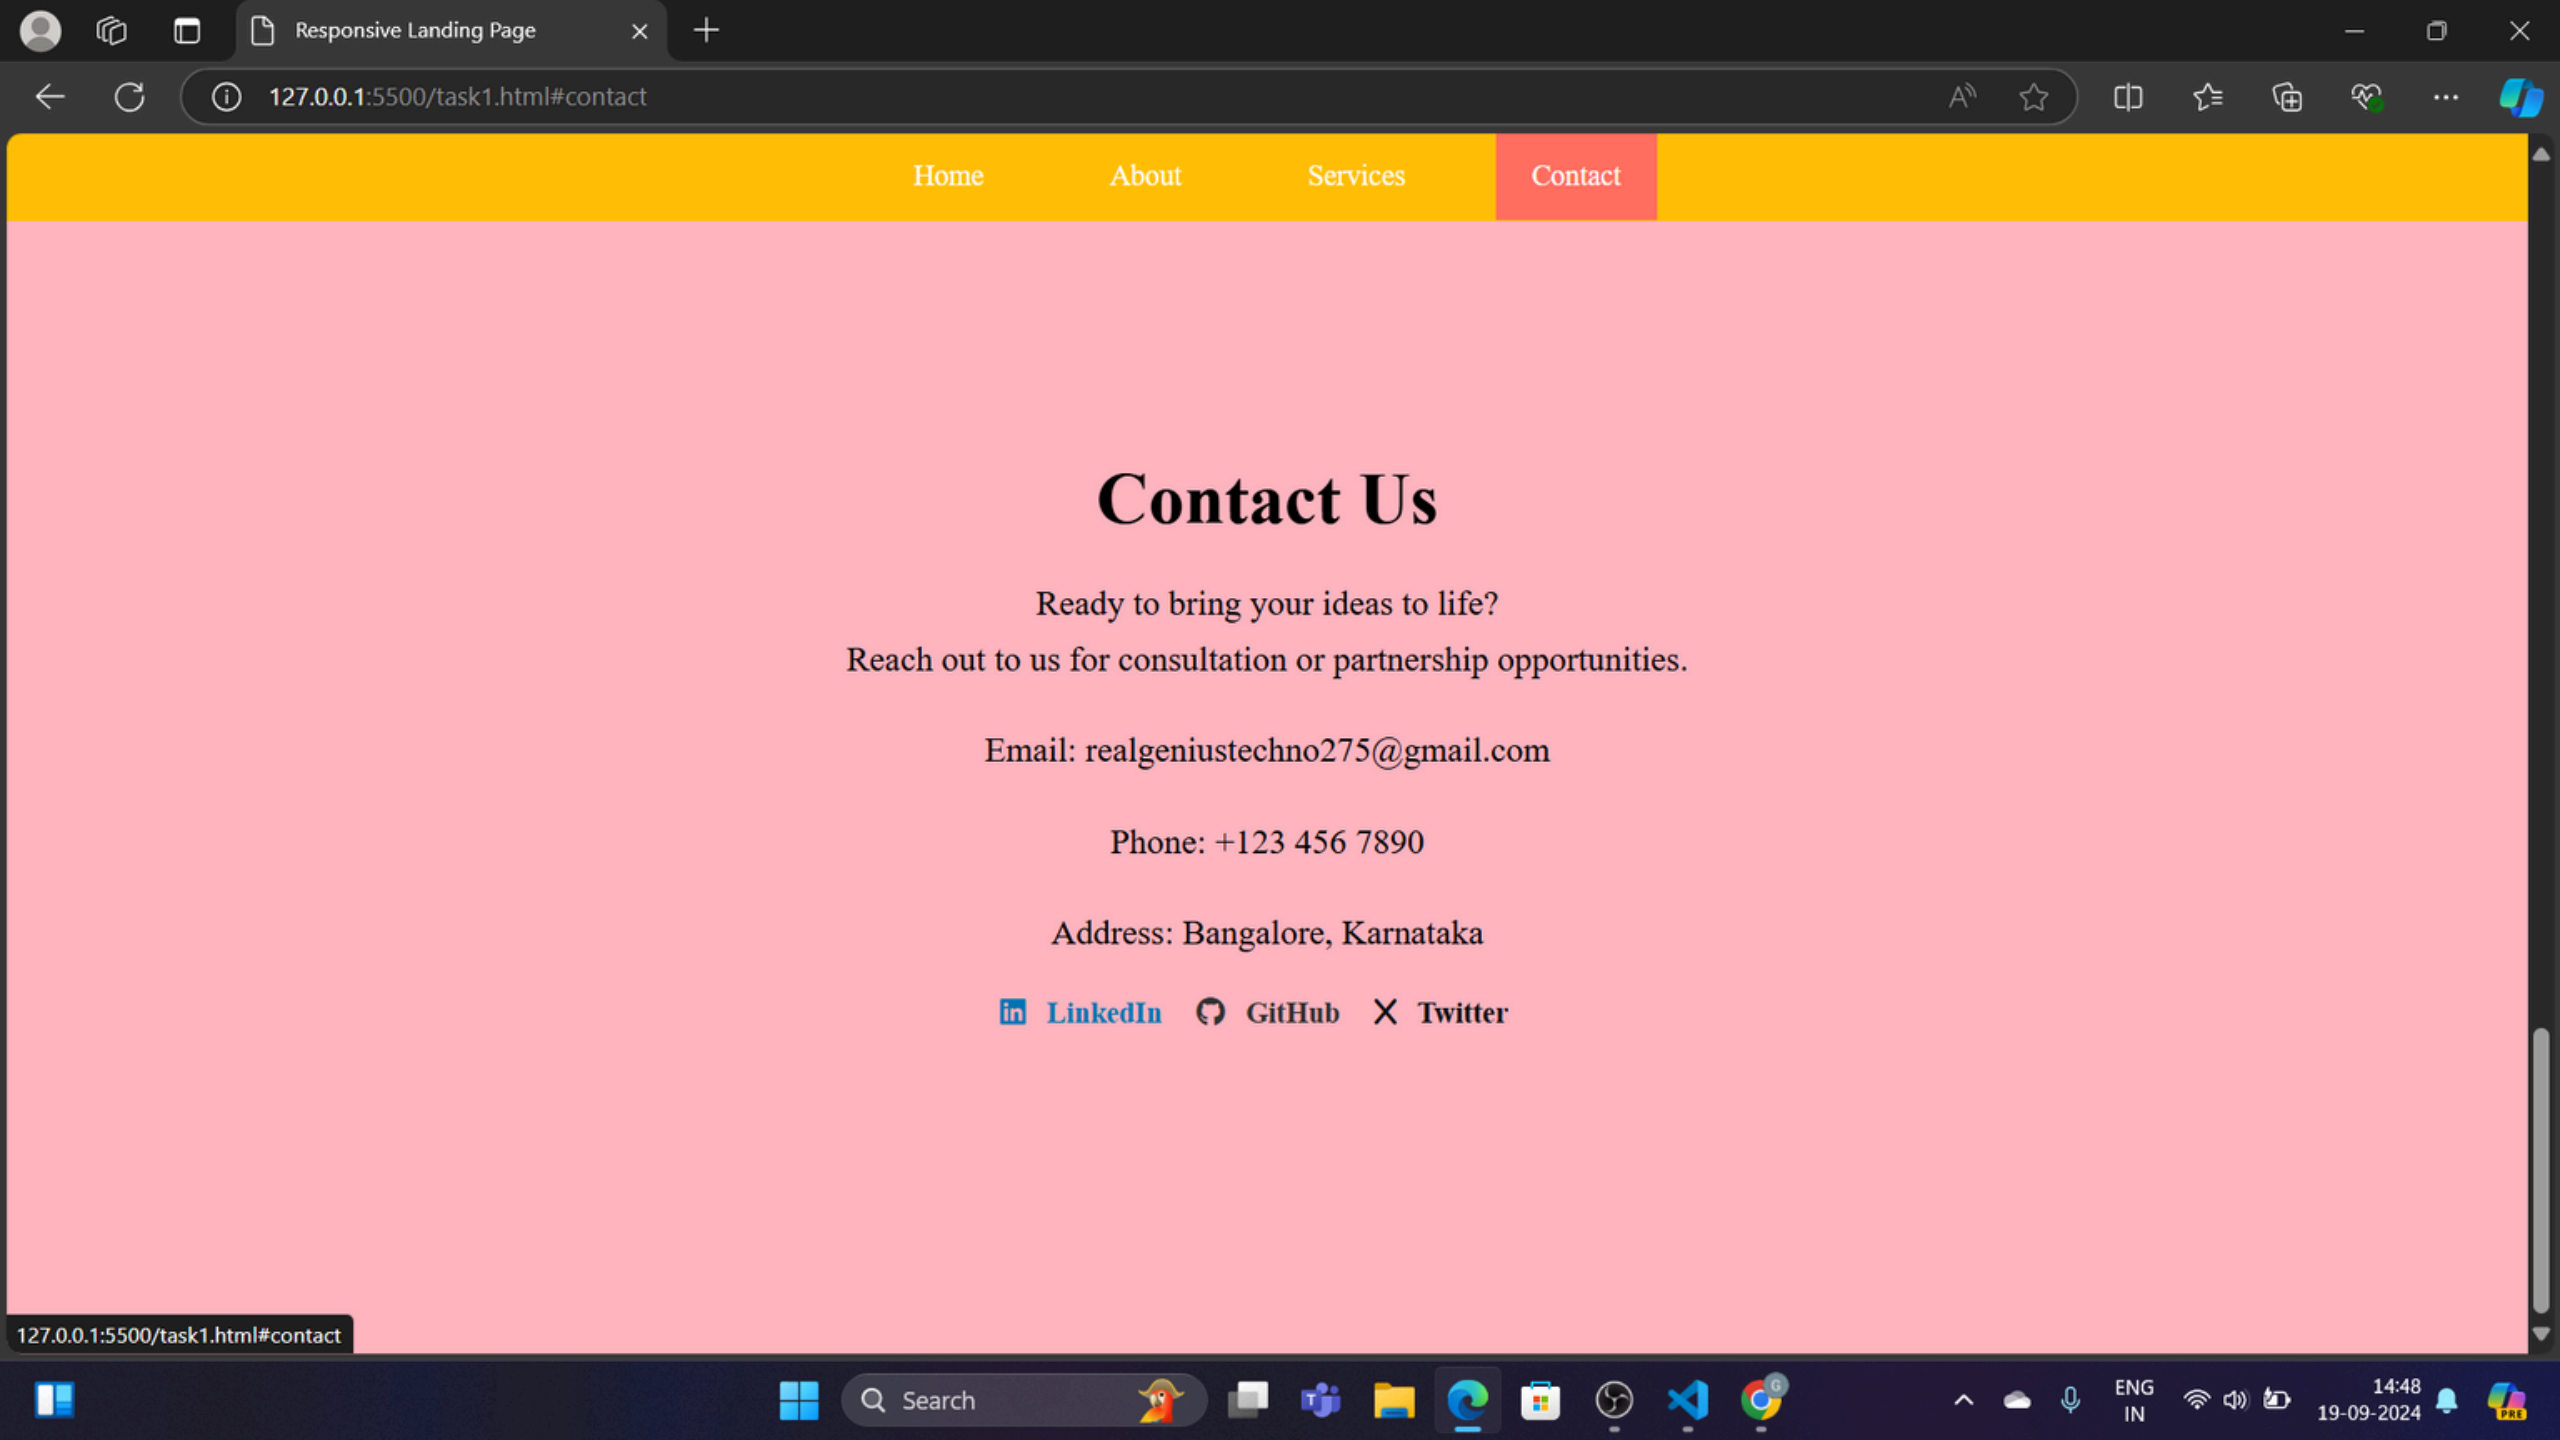 Responsive Landing Page
127.0.0.1:5500/task1.html#contact
Home About Services Contact
Contact Us
Ready to bring your ideas to life?
Reach out to us for consultation or partnership opportunities.
Email: realgeniustechno275@gmail.com
Phone: +123 456 7890
Address: Bangalore, Karnataka
LinkedIn GitHub X Twitter
127.0.0.1:5500/task1.html#contact
Search
G
ENG
IN
14:48
19-09-2024
PRE